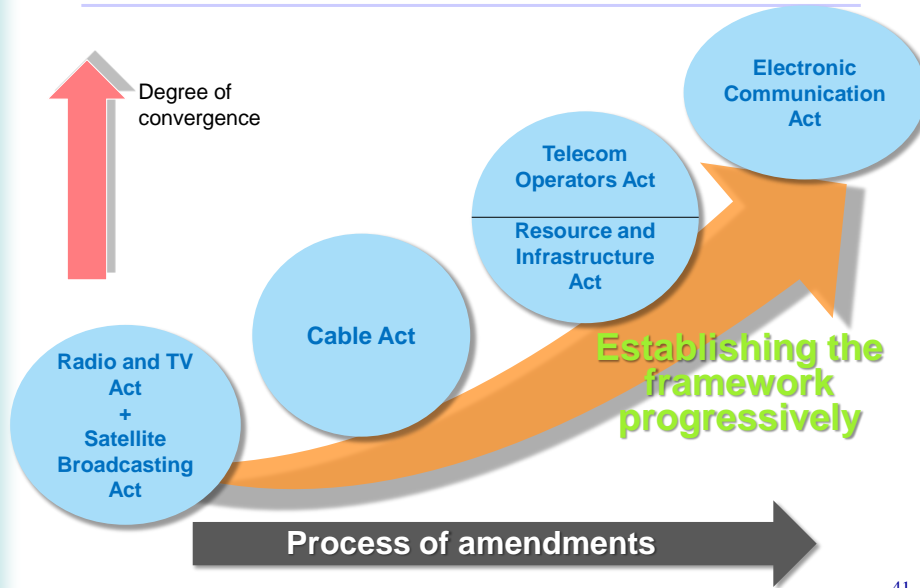 Degree of
convergence
Electronic
Communication
Act
Telecom
Operators Act
Resource and
Infrastructure
Act
Cable Act
Radio and TV
Act
+
Satellite
Broadcasting
Act
Establishing the
framework
progressively
Process of amendments
41